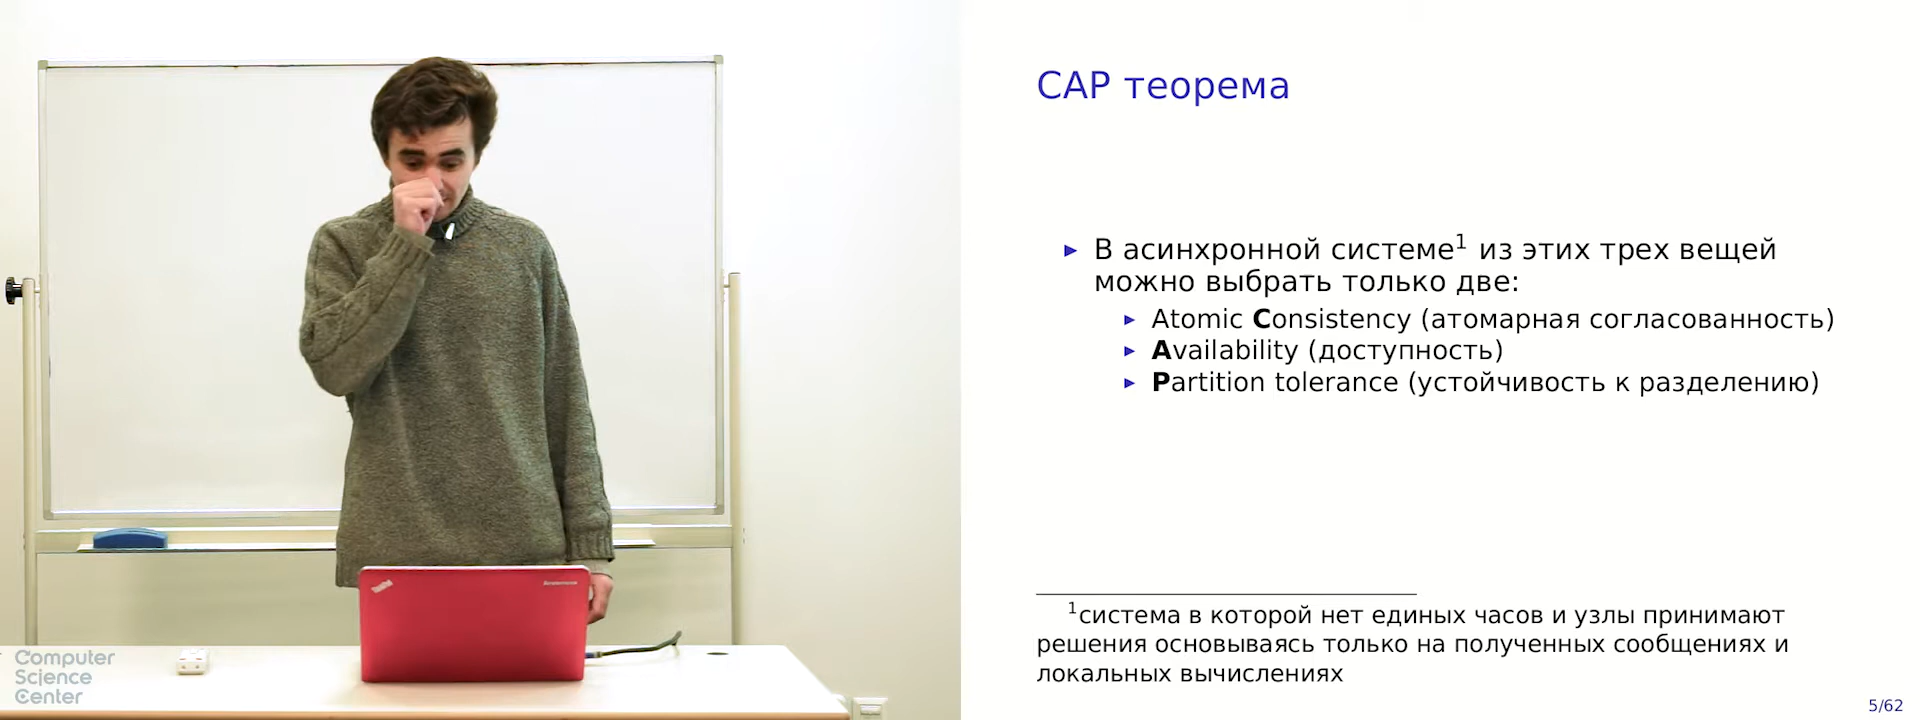 CAP теорема
▶ В асинхронной системе¹ из этих трех вещей
можно выбрать только две:
▶ Atomic Consistency (атомарная согласованность)
▶ Availability (доступность)
▶ Partition tolerance (устойчивость к разделению)
¹система в которой нет единых часов и узлы принимают
решения основываясь только на полученных сообщениях и
локальных вычислениях
5/62
Computer
Science
Center